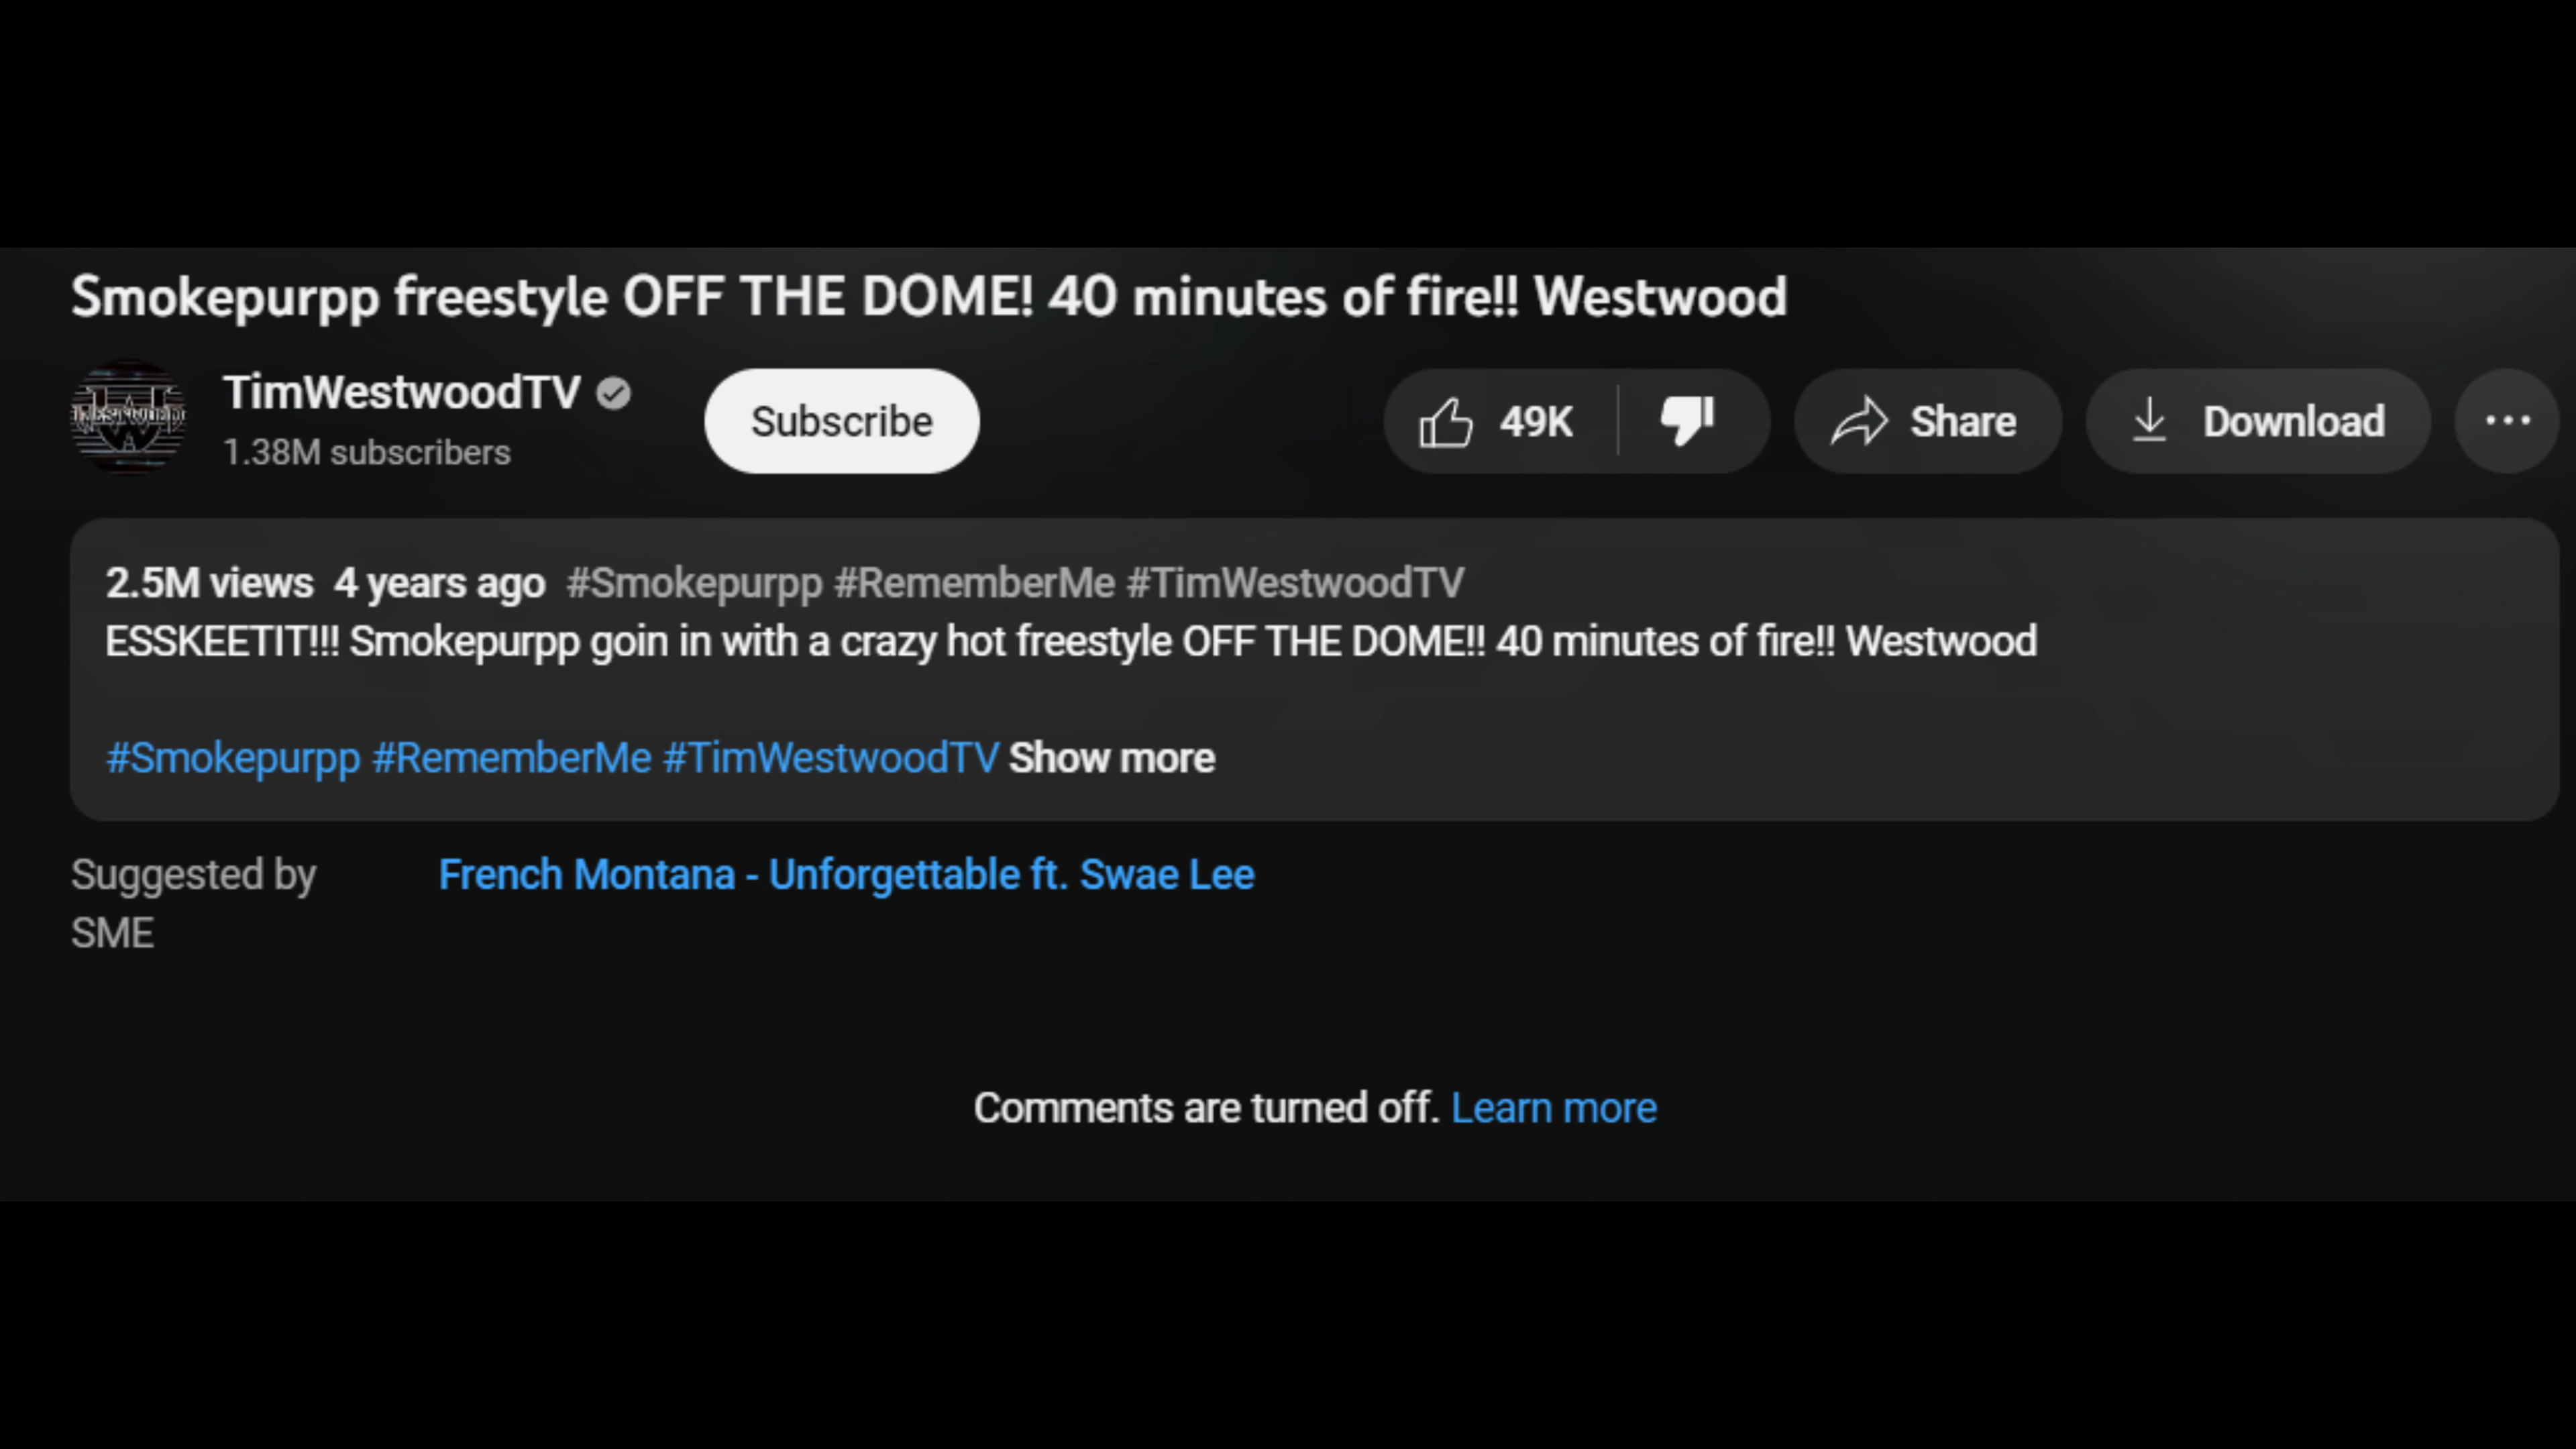 Smokepurpp freestyle OFF THE DOME! 40 minutes of fire!! Westwood
WESTWOOD
TimWestwoodTV
1.38M subscribers
Subscribe
49K
Share
Download
2.5M views 4 years ago #Smokepurpp #RememberMe #TimWestwoodTV
ESSKEETIT!!! Smokepurpp goin in with a crazy hot freestyle OFF THE DOME!! 40 minutes of fire!! Westwood
#Smokepurpp #RememberMe #TimWestwoodTV Show more
Suggested by
SME
French Montana - Unforgettable ft. Swae Lee
Comments are turned off. Learn more